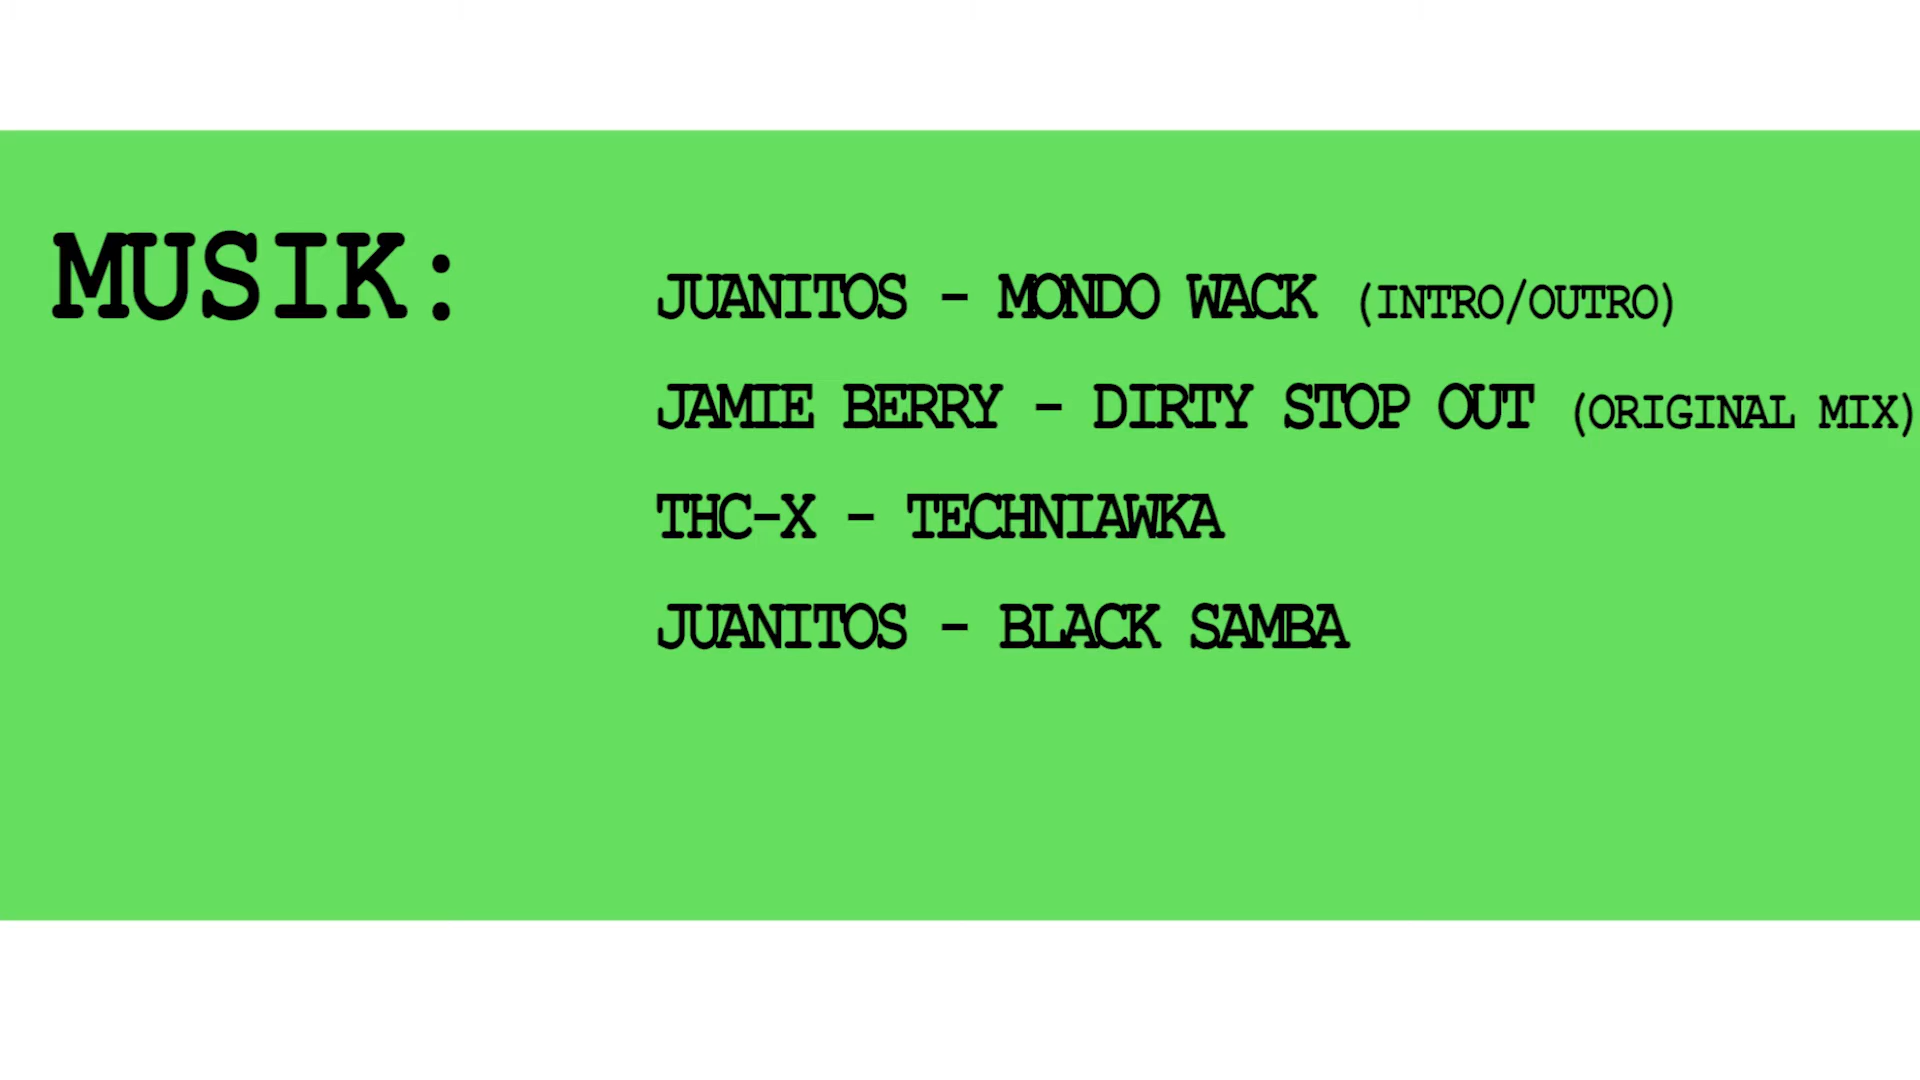 MUSIK:
JUANITOS - MONDO WACK (INTRO/OUTRO)
JAMIE BERRY - DIRTY STOP OUT (ORIGINAL MIX)
THC-X - TECHNIAWKA
JUANITOS - BLACK SAMBA